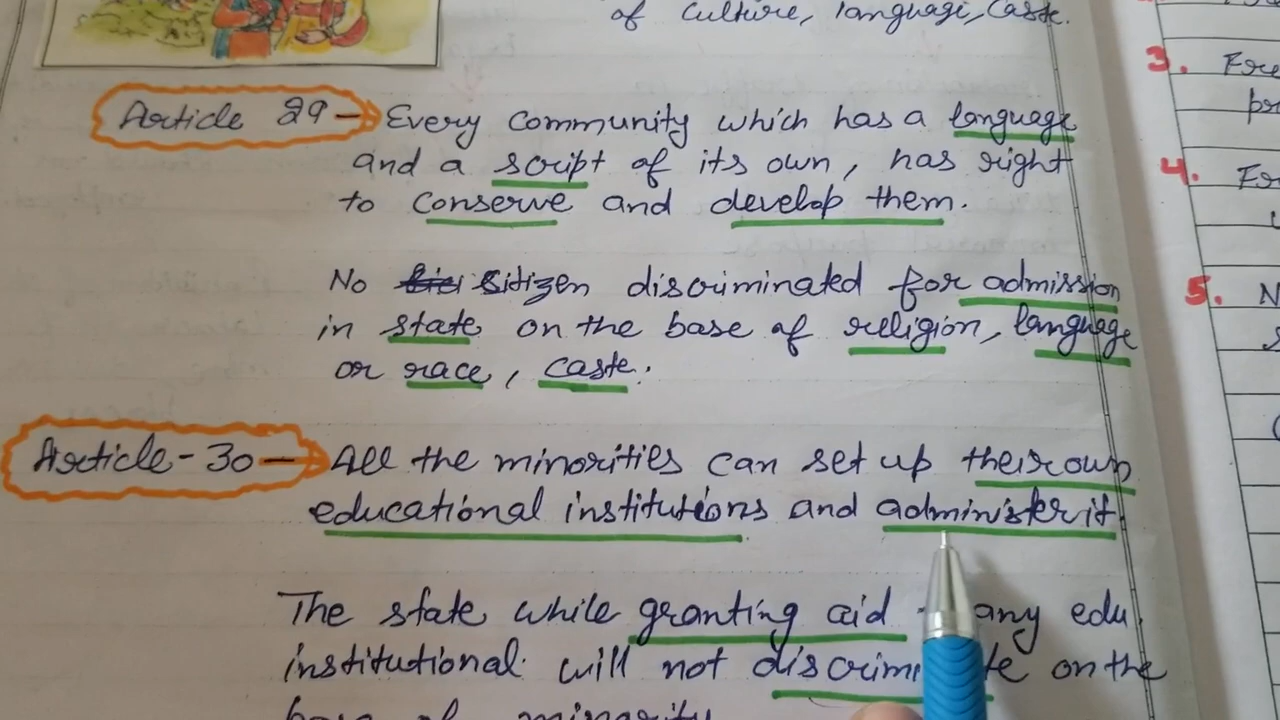 of culture, language, caste.
Article 29 → Every community which has a language
and a script of its own, has right
to conserve and develop them.
No citizen discriminated for admission
in state on the base of religion, language
or race, caste.
Article-30 → All the minorities can set up their own
educational institutions and administer it.
The state while granting aid any edu.
institutional will not on the
base of minority
3. Fre
pr
4. Fr
5. N